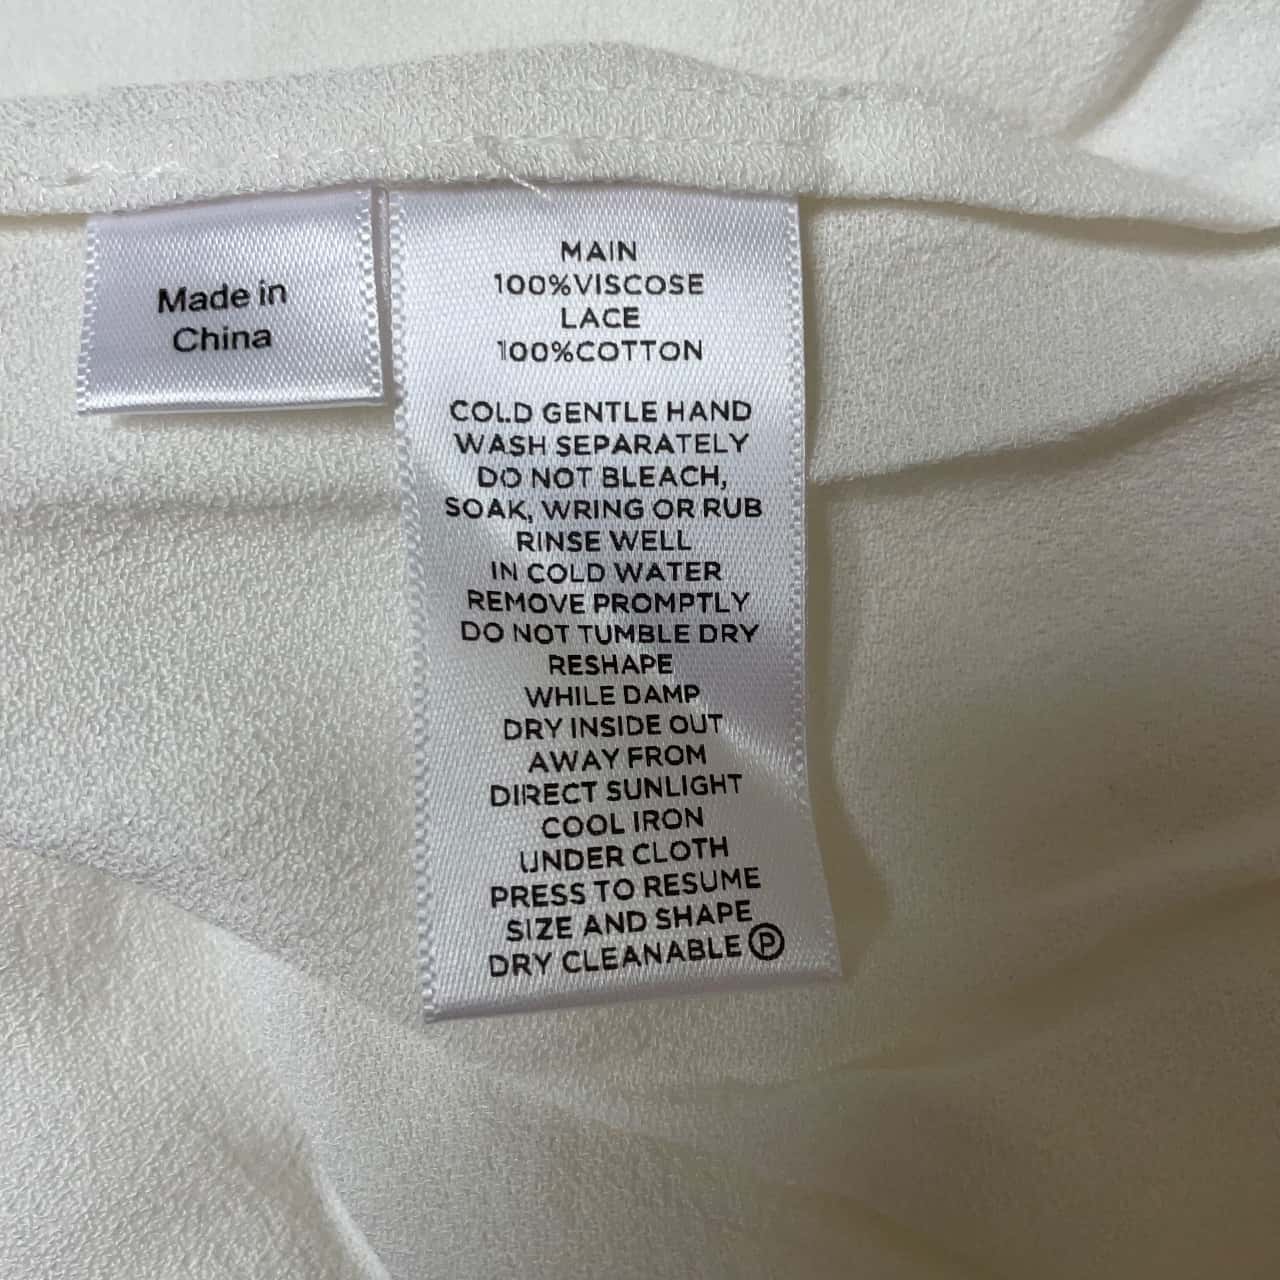 Made in
China
MAIN
100%VISCOSE
LACE
100%COTTON
COLD GENTLE HAND
WASH SEPARATELY
DO NOT BLEACH,
SOAK, WRING OR RUB
RINSE WELL
IN COLD WATER
REMOVE PROMPTLY
DO NOT TUMBLE DRY
RESHAPE
WHILE DAMP
DRY INSIDE OUT
AWAY FROM
DIRECT SUNLIGHT
COOL IRON
UNDER CLOTH
PRESS TO RESUME
SIZE AND SHAPE
DRY CLEANABLE Ⓟ